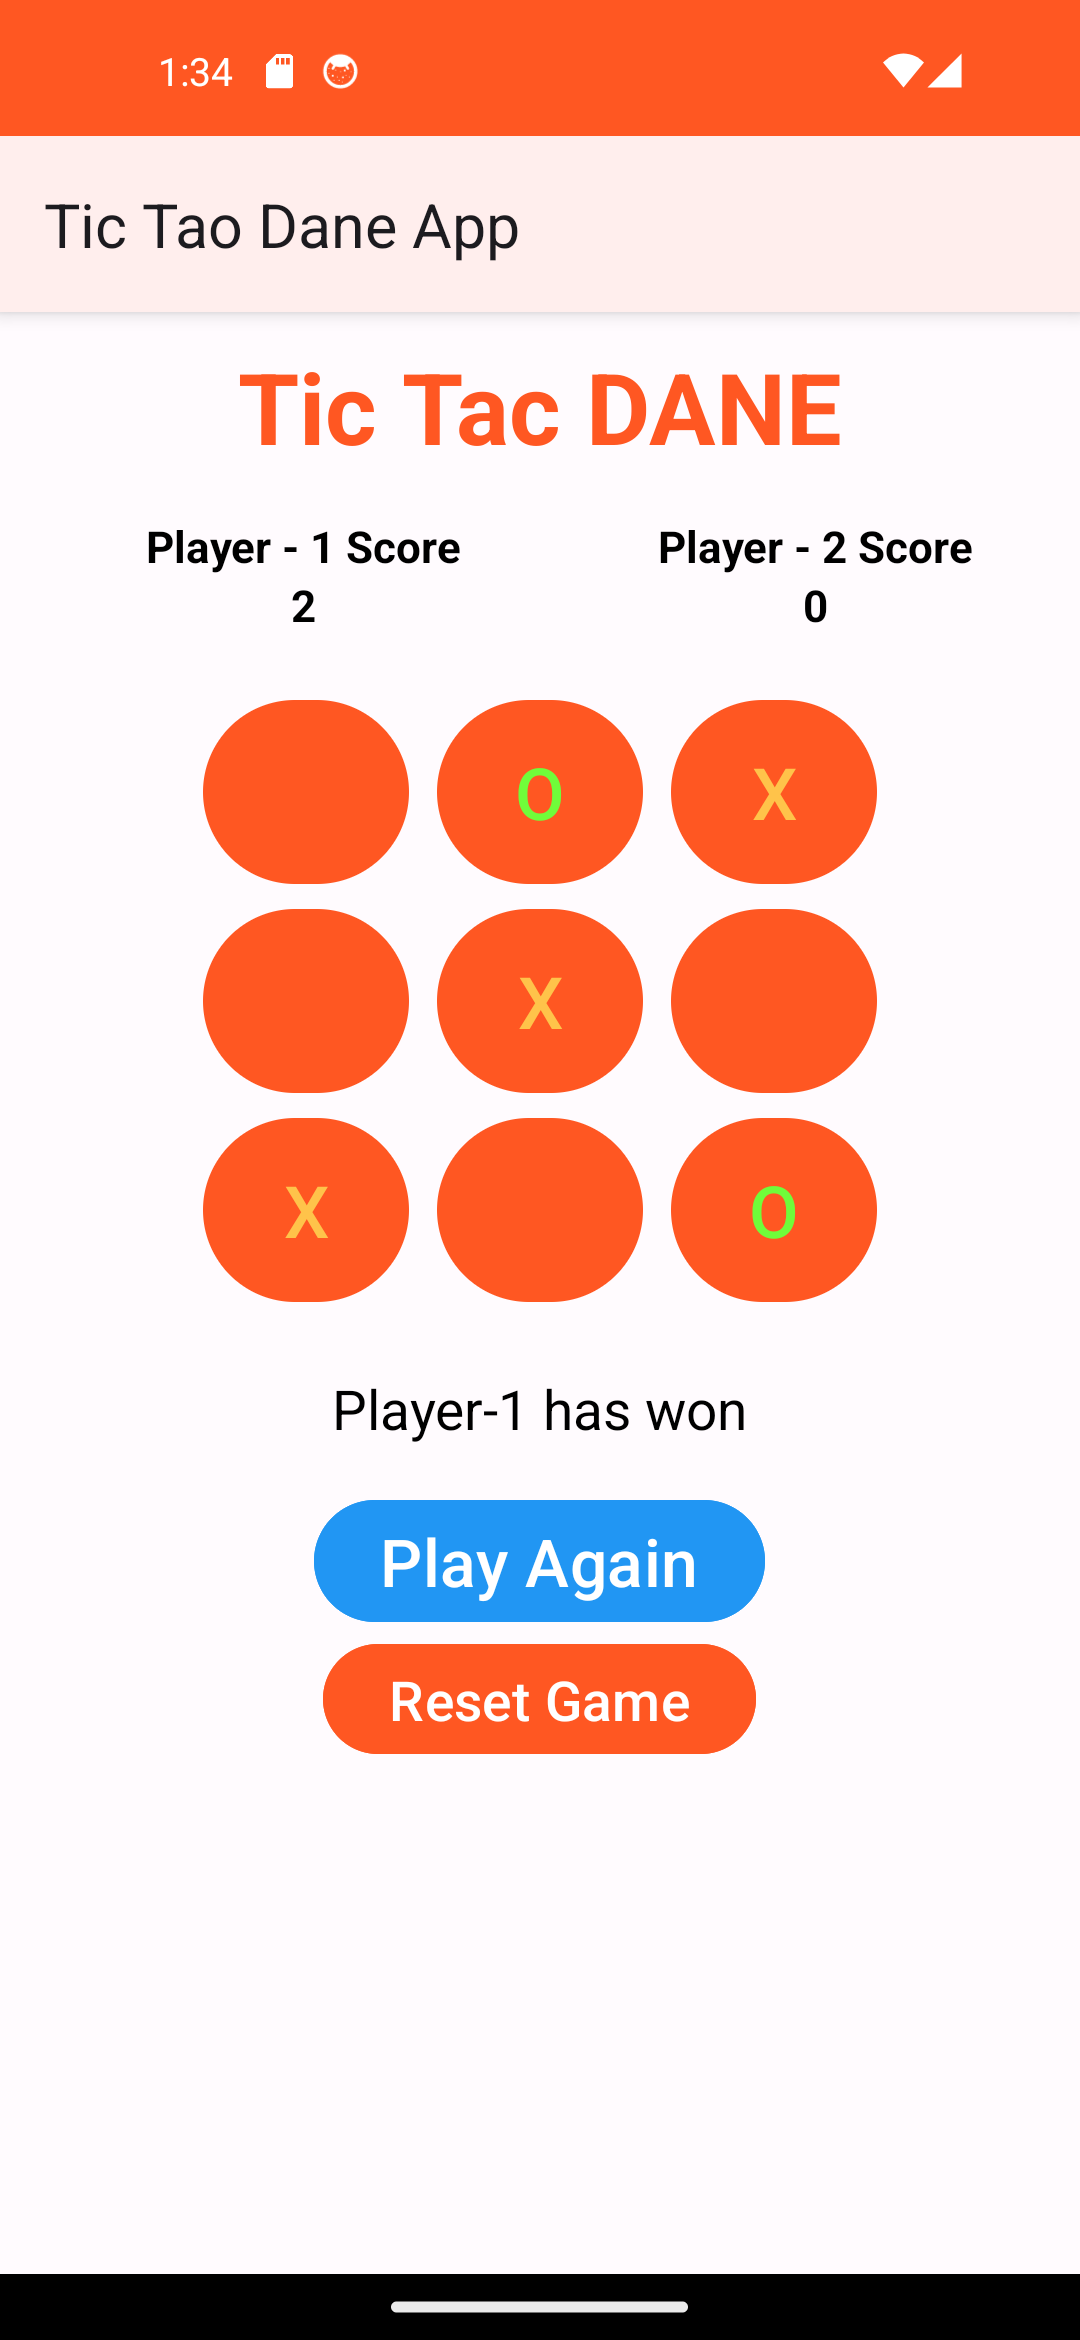 1:34
Tic Tao Dane App
Tic Tac DANE
Player - 1 Score Player - 2 Score
2 0
O X
X
X O
Player-1 has won
Play Again
Reset Game